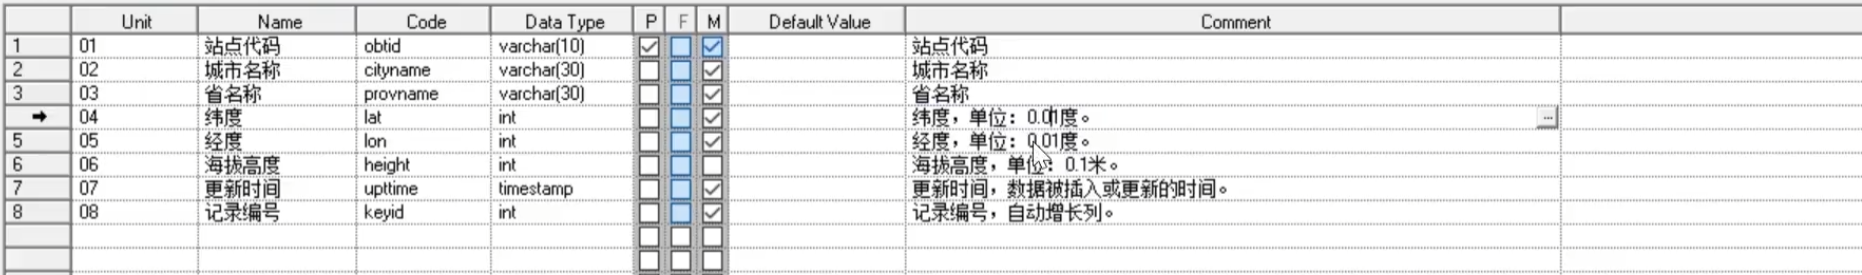 Unit Name Code Data Type P F M Default Value Comment
1 01 站点代码 obtid varchar(10) 站点代码
2 02 城市名称 cityname varchar(30) 城市名称
3 03 省名称 provname varchar(30) 省名称
04 纬度 lat int 纬度，单位：0.01度。 ...
5 05 经度 lon int 经度，单位：0.01度。
6 06 海拔高度 height int 海拔高度，单位：0.1米。
7 07 更新时间 upttime timestamp 更新时间，数据被插入或更新的时间。
8 08 记录编号 keyid int 记录编号，自动增长列。